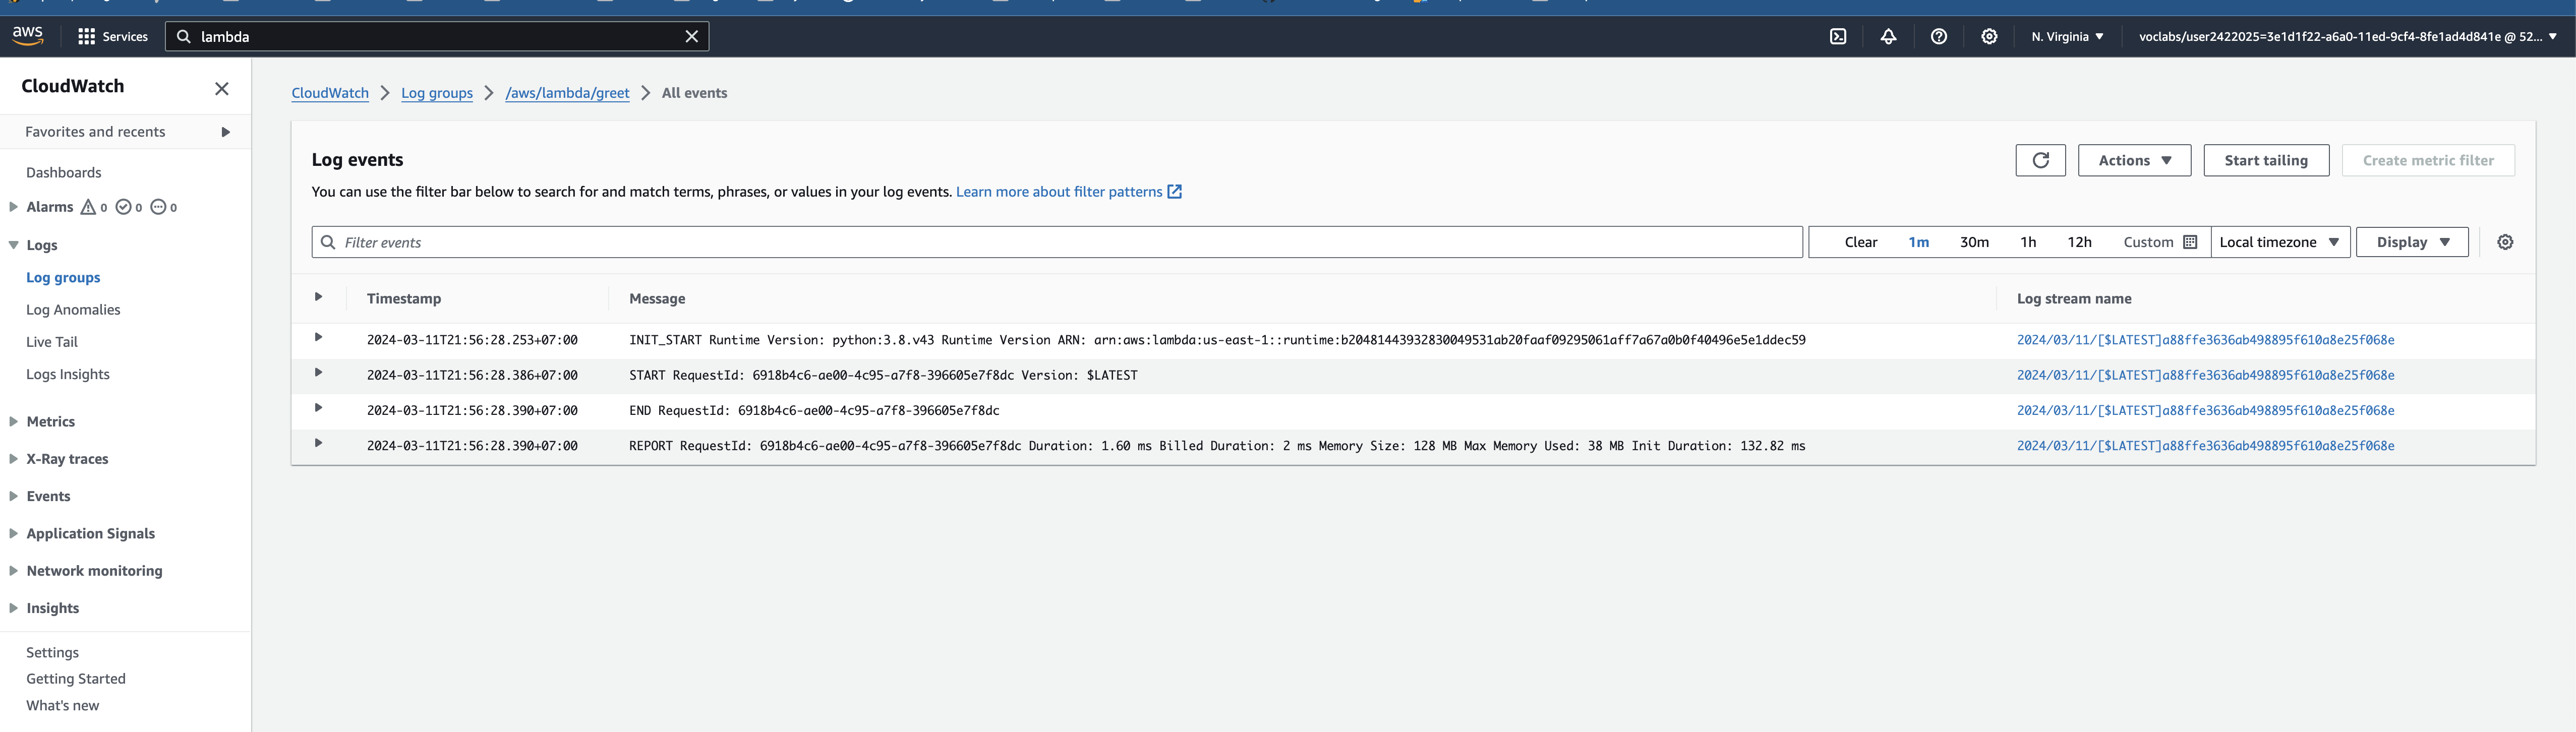 aws
Services
lambda
N. Virginia
voclabs/user2422025=3e1d1f22-a6a0-11ed-9cf4-8fe1ad4d841e @ 52...
CloudWatch
Favorites and recents
Dashboards
Alarms 0 0 0
Logs
Log groups
Log Anomalies
Live Tail
Logs Insights
Metrics
X-Ray traces
Events
Application Signals
Network monitoring
Insights
Settings
Getting Started
What's new
CloudWatch > Log groups > /aws/lambda/greet > All events
Log events
Actions
Start tailing
Create metric filter
You can use the filter bar below to search for and match terms, phrases, or values in your log events. Learn more about filter patterns
Filter events
Clear 1m 30m 1h 12h Custom
Local timezone
Display
Timestamp Message Log stream name
2024-03-11T21:56:28.253+07:00 INIT_START Runtime Version: python:3.8.v43 Runtime Version ARN: arn:aws:lambda:us-east-1::runtime:b20481443932830049531ab20faaf09295061aff7a67a0b0f40496e5e1ddec59 2024/03/11/[$LATEST]a88ffe3636ab498895f610a8e25f068e
2024-03-11T21:56:28.386+07:00 START RequestId: 6918b4c6-ae00-4c95-a7f8-396605e7f8dc Version: $LATEST 2024/03/11/[$LATEST]a88ffe3636ab498895f610a8e25f068e
2024-03-11T21:56:28.390+07:00 END RequestId: 6918b4c6-ae00-4c95-a7f8-396605e7f8dc 2024/03/11/[$LATEST]a88ffe3636ab498895f610a8e25f068e
2024-03-11T21:56:28.390+07:00 REPORT RequestId: 6918b4c6-ae00-4c95-a7f8-396605e7f8dc Duration: 1.60 ms Billed Duration: 2 ms Memory Size: 128 MB Max Memory Used: 38 MB Init Duration: 132.82 ms 2024/03/11/[$LATEST]a88ffe3636ab498895f610a8e25f068e